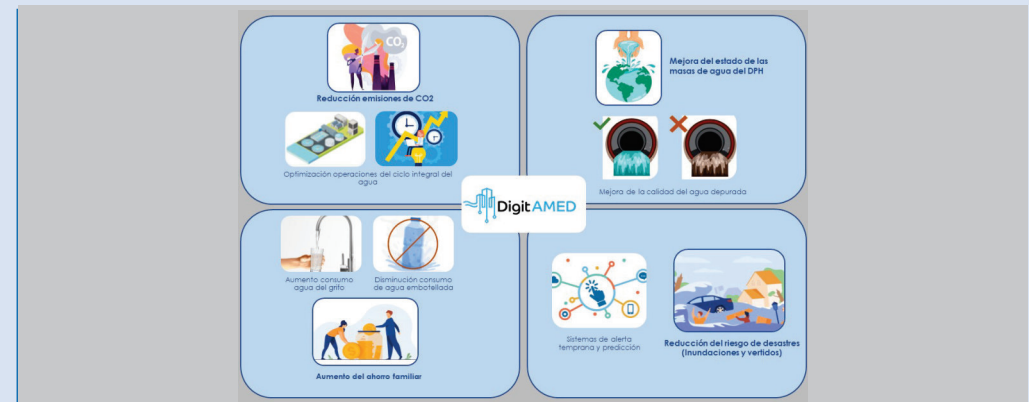 CO2
Reducción emisiones de CO2
Optimización operaciones del ciclo integral del
agua
Mejora del estado de las
masas de agua del DPH
Mejora de la calidad del agua depurada
DigitAMED
Aumento consumo
agua del grifo
Disminución consumo
de agua embotellada
Aumento del ahorro familiar
Sistemas de alerta
temprana y predicción
Reducción del riesgo de desastres
(Inundaciones y vertidos)